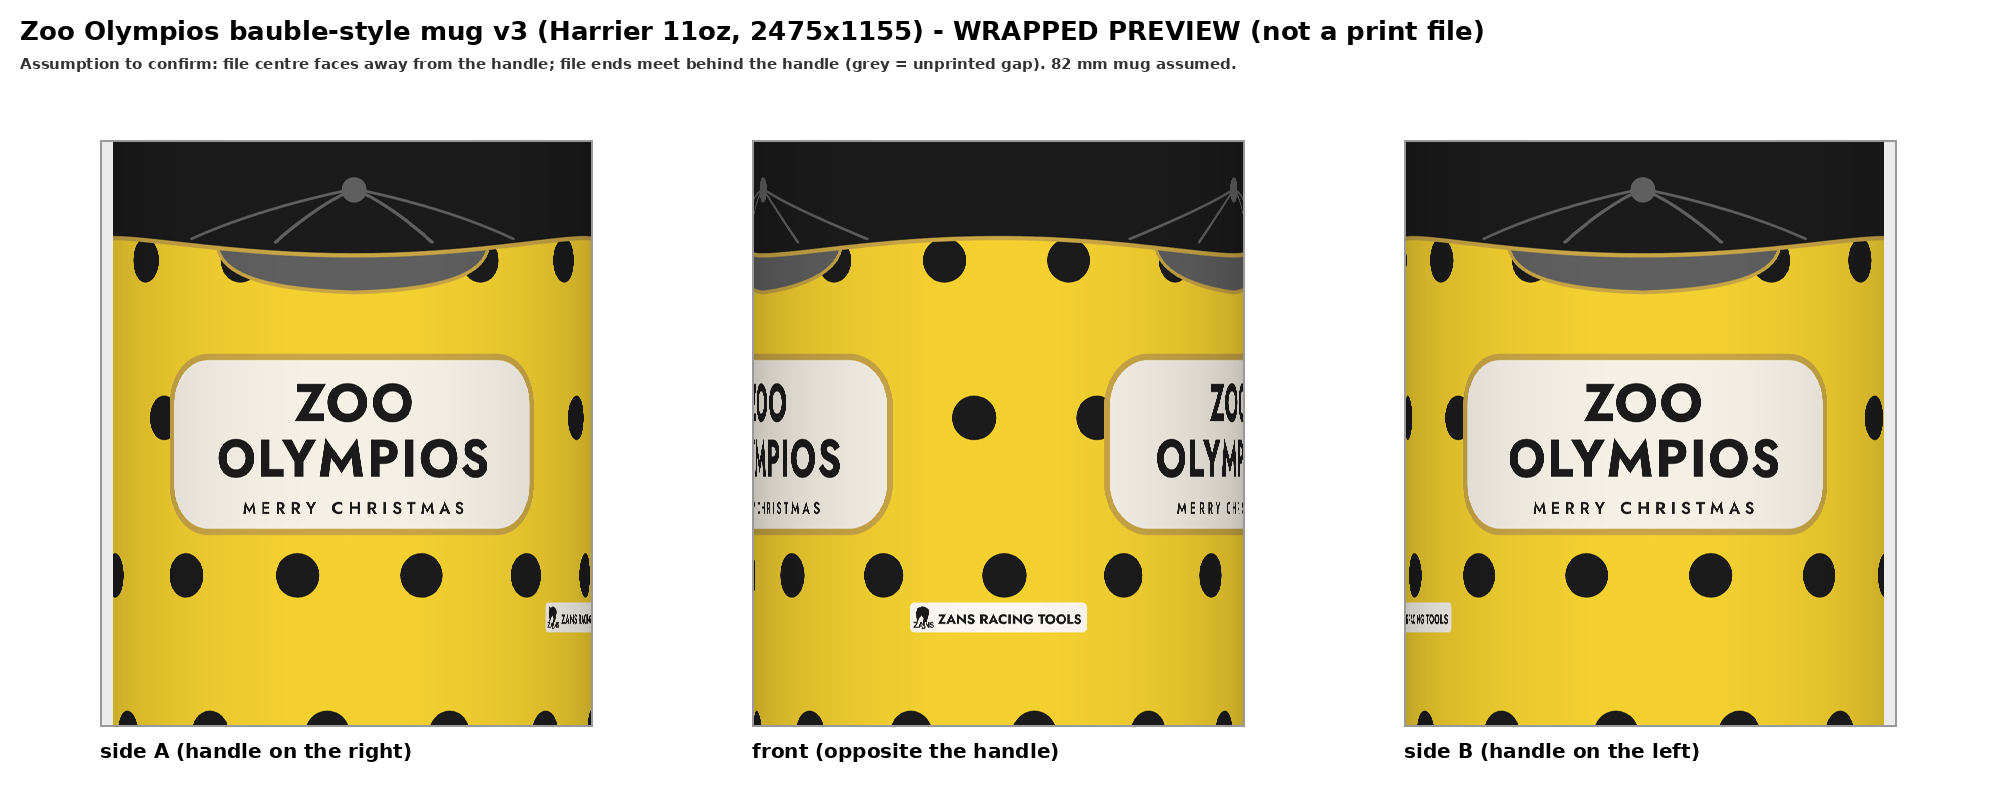 Zoo Olympios bauble-style mug v3 (Harrier 11oz, 2475x1155) - WRAPPED PREVIEW (not a print file)
Assumption to confirm: file centre faces away from the handle; file ends meet behind the handle (grey = unprinted gap). 82 mm mug assumed.
ZOO
OLYMPIOS
MERRY CHRISTMAS
ZANS
ZOO
OLYMPIOS
MERRY CHRISTMAS
ZANS RACING TOOLS
TOOLS
side A (handle on the right)
front (opposite the handle)
side B (handle on the left)